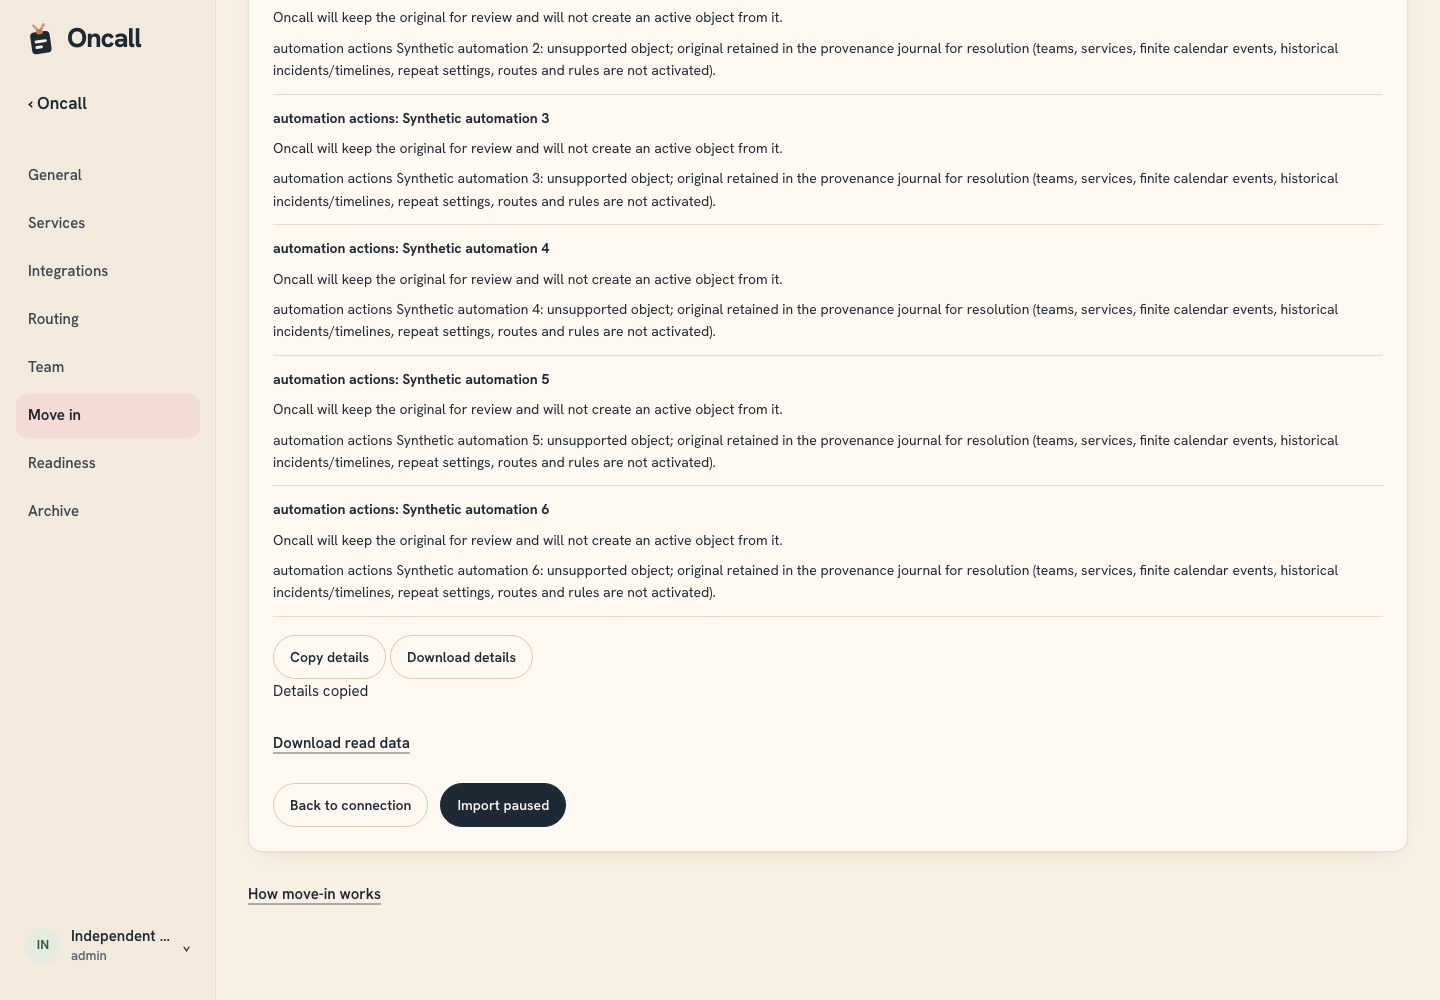 Oncall
‹ Oncall
General
Services
Integrations
Routing
Team
Move in
Readiness
Archive
IN
Independent ...
admin
Oncall will keep the original for review and will not create an active object from it.
automation actions Synthetic automation 2: unsupported object; original retained in the provenance journal for resolution (teams, services, finite calendar events, historical
incidents/timelines, repeat settings, routes and rules are not activated).
automation actions: Synthetic automation 3
Oncall will keep the original for review and will not create an active object from it.
automation actions Synthetic automation 3: unsupported object; original retained in the provenance journal for resolution (teams, services, finite calendar events, historical
incidents/timelines, repeat settings, routes and rules are not activated).
automation actions: Synthetic automation 4
Oncall will keep the original for review and will not create an active object from it.
automation actions Synthetic automation 4: unsupported object; original retained in the provenance journal for resolution (teams, services, finite calendar events, historical
incidents/timelines, repeat settings, routes and rules are not activated).
automation actions: Synthetic automation 5
Oncall will keep the original for review and will not create an active object from it.
automation actions Synthetic automation 5: unsupported object; original retained in the provenance journal for resolution (teams, services, finite calendar events, historical
incidents/timelines, repeat settings, routes and rules are not activated).
automation actions: Synthetic automation 6
Oncall will keep the original for review and will not create an active object from it.
automation actions Synthetic automation 6: unsupported object; original retained in the provenance journal for resolution (teams, services, finite calendar events, historical
incidents/timelines, repeat settings, routes and rules are not activated).
Copy details
Download details
Details copied
Download read data
Back to connection
Import paused
How move-in works